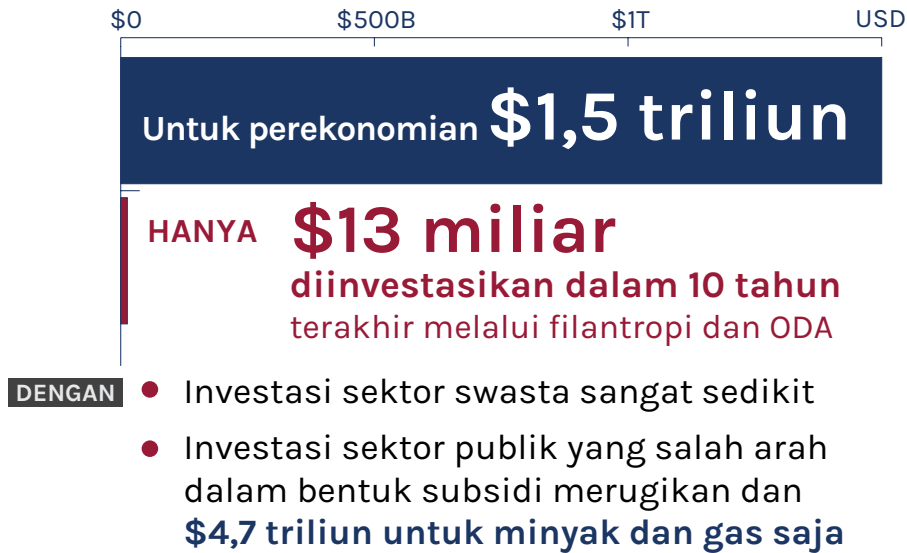 $0 $500B $1T USD
Untuk perekonomian $1,5 triliun
HANYA $13 miliar
diinvestasikan dalam 10 tahun
terakhir melalui filantropi dan ODA
DENGAN • Investasi sektor swasta sangat sedikit
• Investasi sektor publik yang salah arah
dalam bentuk subsidi merugikan dan
$4,7 triliun untuk minyak dan gas saja